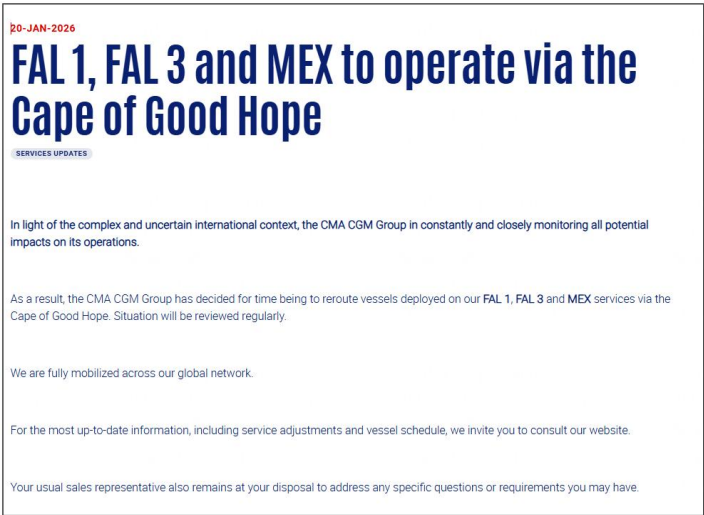 20-JAN-2026
FAL 1, FAL 3 and MEX to operate via the
Cape of Good Hope
SERVICES UPDATES
In light of the complex and uncertain international context, the CMA CGM Group in constantly and closely monitoring all potential
impacts on its operations.
As a result, the CMA CGM Group has decided for time being to reroute vessels deployed on our FAL 1, FAL 3 and MEX services via the
Cape of Good Hope. Situation will be reviewed regularly.
We are fully mobilized across our global network.
For the most up-to-date information, including service adjustments and vessel schedule, we invite you to consult our website.
Your usual sales representative also remains at your disposal to address any specific questions or requirements you may have.